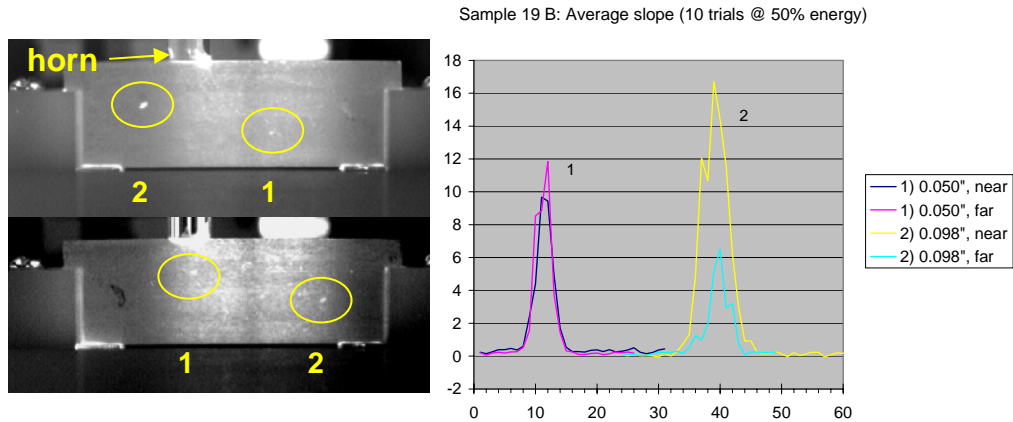 Sample 19 B: Average slope (10 trials @ 50% energy)
horn
2 1
1 2
18
16
14
12
10
8
6
4
2
0
-2
0 10 20 30 40 50 60
1
2
1) 0.050", near
1) 0.050", far
2) 0.098", near
2) 0.098", far